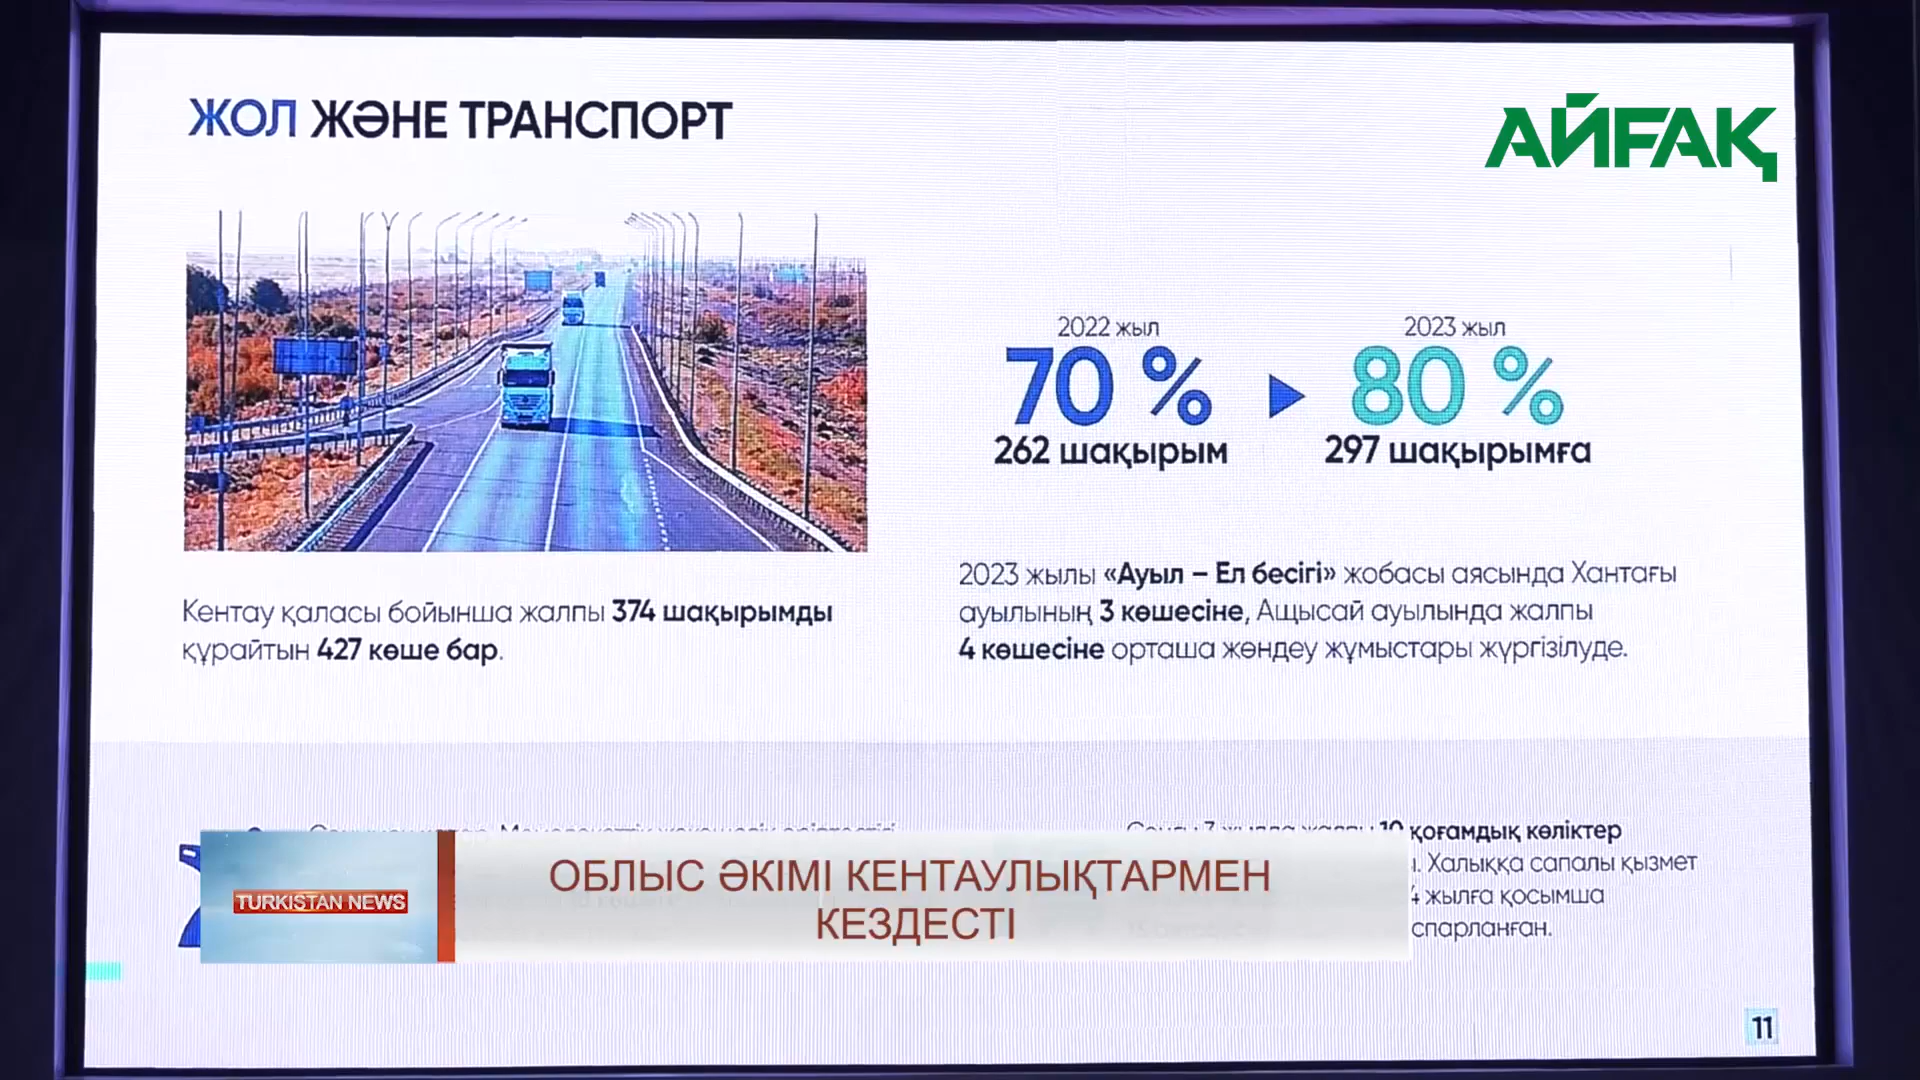 ЖОЛ ЖӘНЕ ТРАНСПОРТ
АЙҒАҚ
2022 жыл
70 %
262 шақырым
2023 жыл
80 %
297 шақырымға
Кентау қаласы бойынша жалпы 374 шақырымды
құрайтын 427 көше бар.
2023 жылы «Ауыл – Ел бесігі» жобасы аясында Хантағы
ауылының 3 көшесіне, Ащысай ауылында жалпы
4 көшесіне орташа жөндеу жұмыстары жүргізілуде.
10 қоғамдық көліктер
Халыққа сапалы қызмет
жылға қосымша
TURKISTAN NEWS
ОБЛЫС ӘКІМІ КЕНТАУЛЫҚТАРМЕН
КЕЗДЕСТІ
11